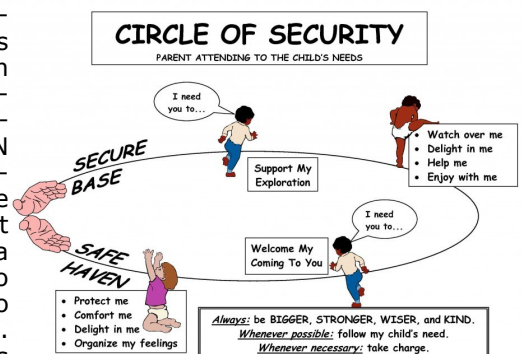 CIRCLE OF SECURITY
PARENT ATTENDING TO THE CHILD'S NEEDS
I need
you to...
• Watch over me
• Delight in me
• Help me
• Enjoy with me
SECURE
BASE
Support My
Exploration
I need
you to...
Welcome My
Coming To You
SAFE
HAVEN
• Protect me
• Comfort me
• Delight in me
• Organize my feelings
Always: be BIGGER, STRONGER, WISER, and KIND.
Whenever possible: follow my child's need.
Whenever necessary: take charge.